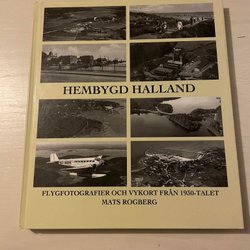 HEMBYGD HALLAND
FLYGFOTOGRAFIER OCH VYKORT FRÅN 1930-TALET
MATS ROGBERG